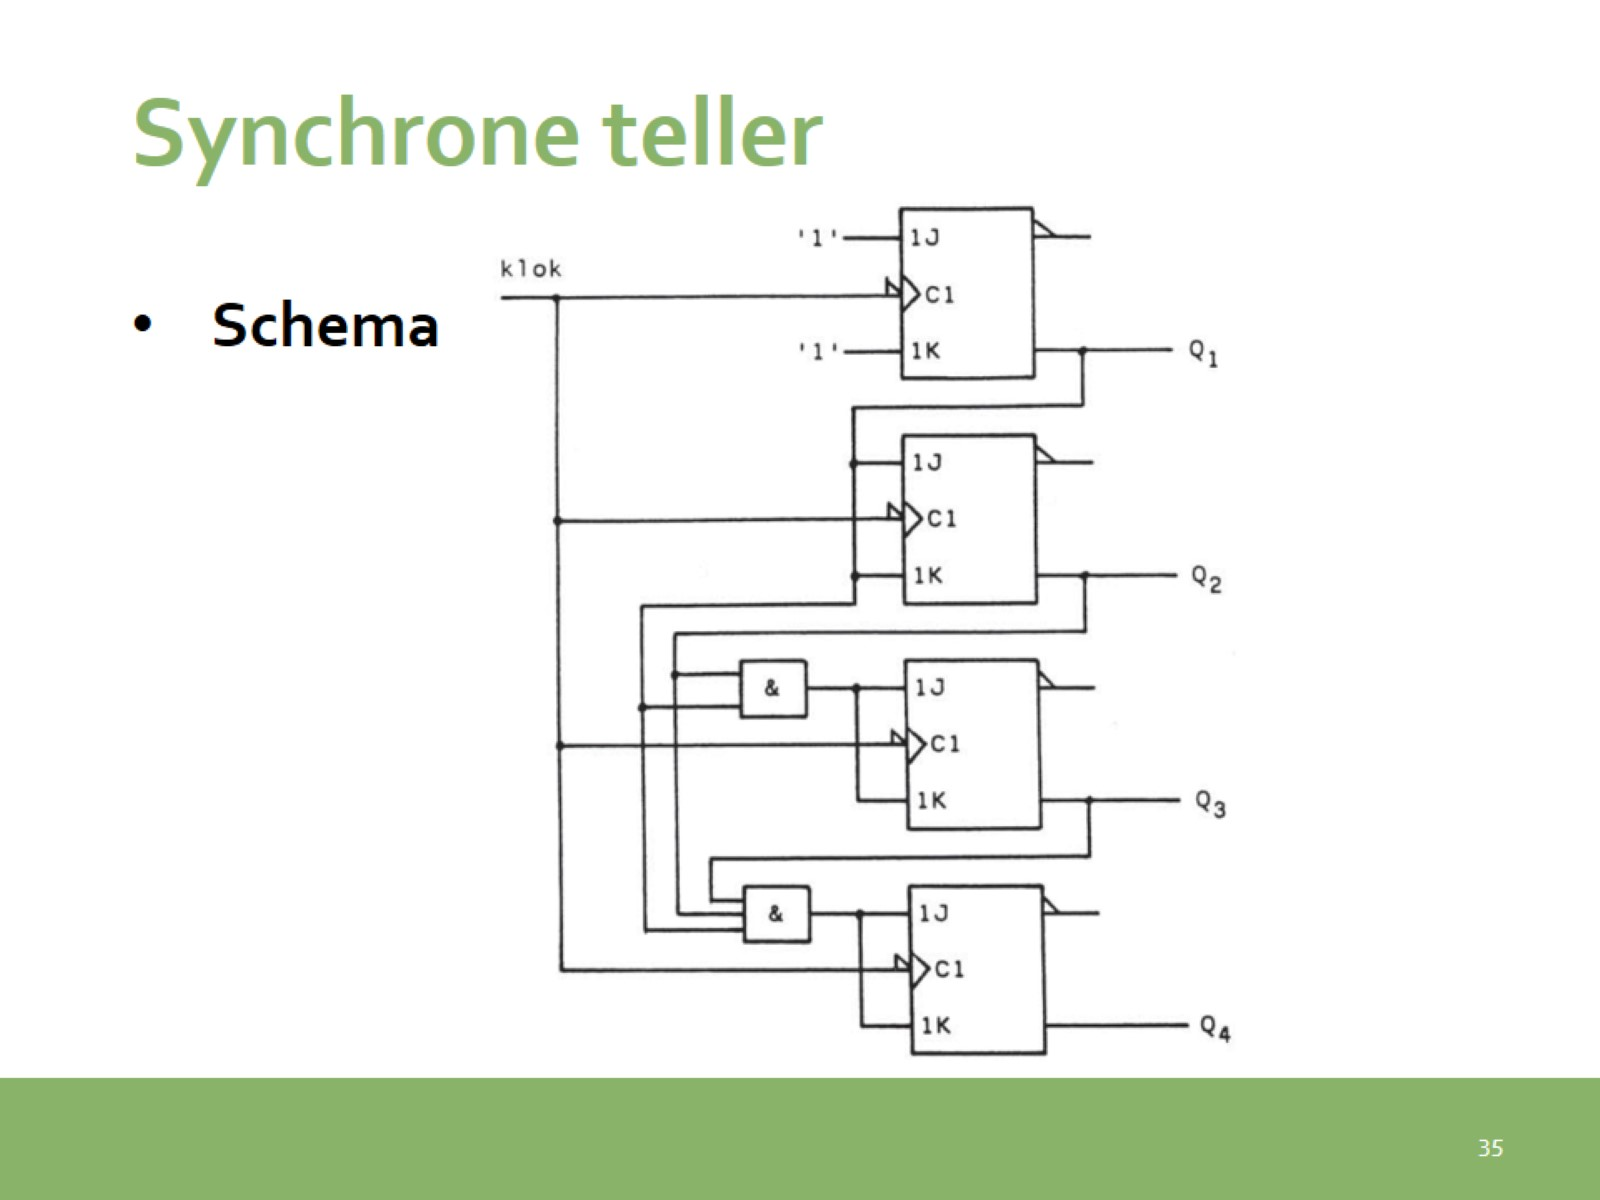 Synchrone teller
• Schema
klok
'1' 1J
C1
'1' 1K
Q1
1J
C1
1K
Q2
& 1J
C1
1K
Q3
& 1J
C1
1K
Q4
35